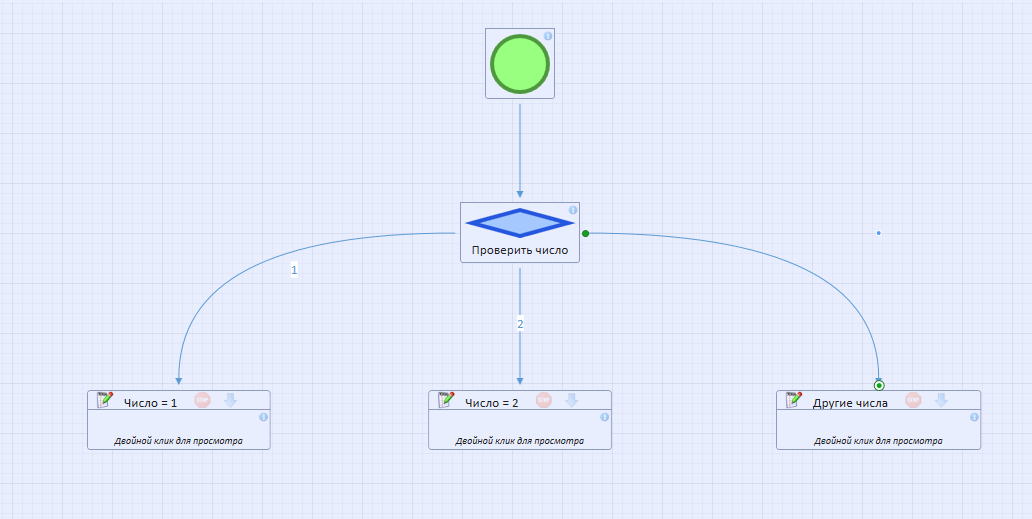 Проверить число
1
2
Число = 1
Число = 2
Другие числа
Двойной клик для просмотра
Двойной клик для просмотра
Двойной клик для просмотра